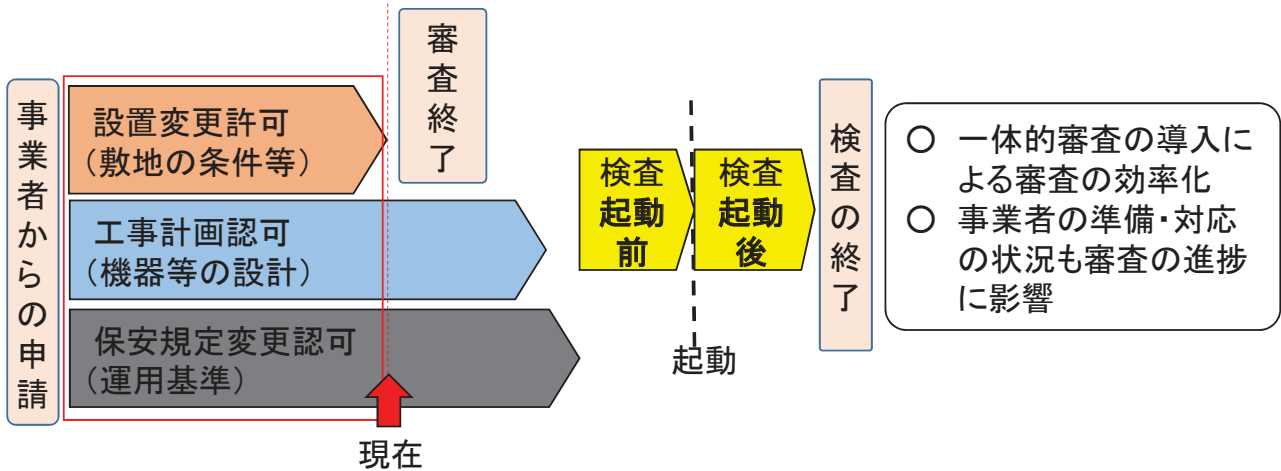 事業者からの申請
設置変更許可
(敷地の条件等)
工事計画認可
(機器等の設計)
保安規定変更認可
(運用基準)
審査終了
現在
検査
起動
前
検査
起動
後
起動
検査の終了
○ 一体的審査の導入に
よる審査の効率化
○ 事業者の準備・対応
の状況も審査の進捗
に影響